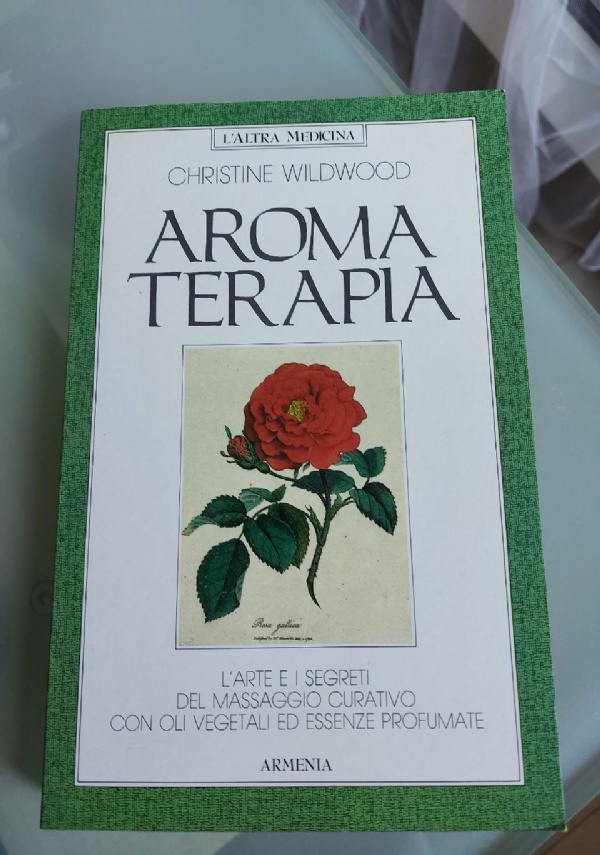 L'ALTRA MEDICINA
CHRISTINE WILDWOOD
AROMA
TERAPIA
Rosa gallica
L'ARTE E I SEGRETI
DEL MASSAGGIO CURATIVO
CON OLI VEGETALI ED ESSENZE PROFUMATE
ARMENIA